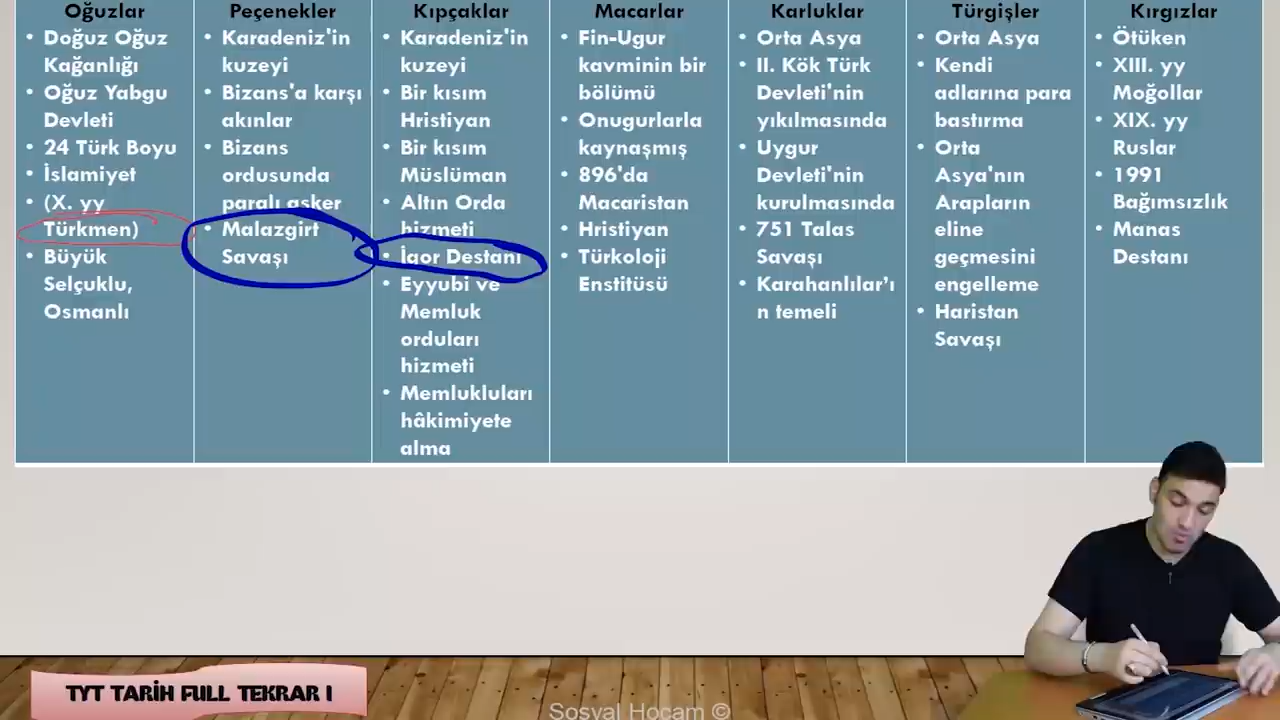 Oğuzlar
• Doğuz Oğuz
Kağanlığı
• Oğuz Yabgu
Devleti
• 24 Türk Boyu
• İslamiyet
• (X. yy
Türkmen)
• Büyük
Selçuklu,
Osmanlı
Peçenekler
• Karadeniz'in
kuzeyi
• Bizans'a karşı
akınlar
• Bizans
ordusunda
paralı asker
• Malazgirt
Savaşı
Kıpçaklar
• Karadeniz'in
kuzeyi
• Bir kısım
Hristiyan
• Bir kısım
Müslüman
• Altın Orda
hizmeti
• İgor Destanı
• Eyyubi ve
Memluk
orduları
hizmeti
• Memlukluları
hâkimiyete
alma
Macarlar
• Fin-Ugur
kavminin bir
bölümü
• Onugurlarla
kaynaşmış
• 896'da
Macaristan
• Hristiyan
• Türkoloji
Enstitüsü
Karluklar
• Orta Asya
• II. Kök Türk
Devleti'nin
yıkılmasında
• Uygur
Devleti'nin
kurulmasında
• 751 Talas
Savaşı
• Karahanlılar’ı
n temeli
Türgişler
• Orta Asya
• Kendi
adlarına para
bastırma
• Orta
Asya'nın
Arapların
eline
geçmesini
engelleme
• Haristan
Savaşı
Kırgızlar
• Ötüken
• XIII. yy
Moğollar
• XIX. yy
Ruslar
• 1991
Bağımsızlık
• Manas
Destanı
TYT TARİH FULL TEKRAR I
Sosyal Hocam ©